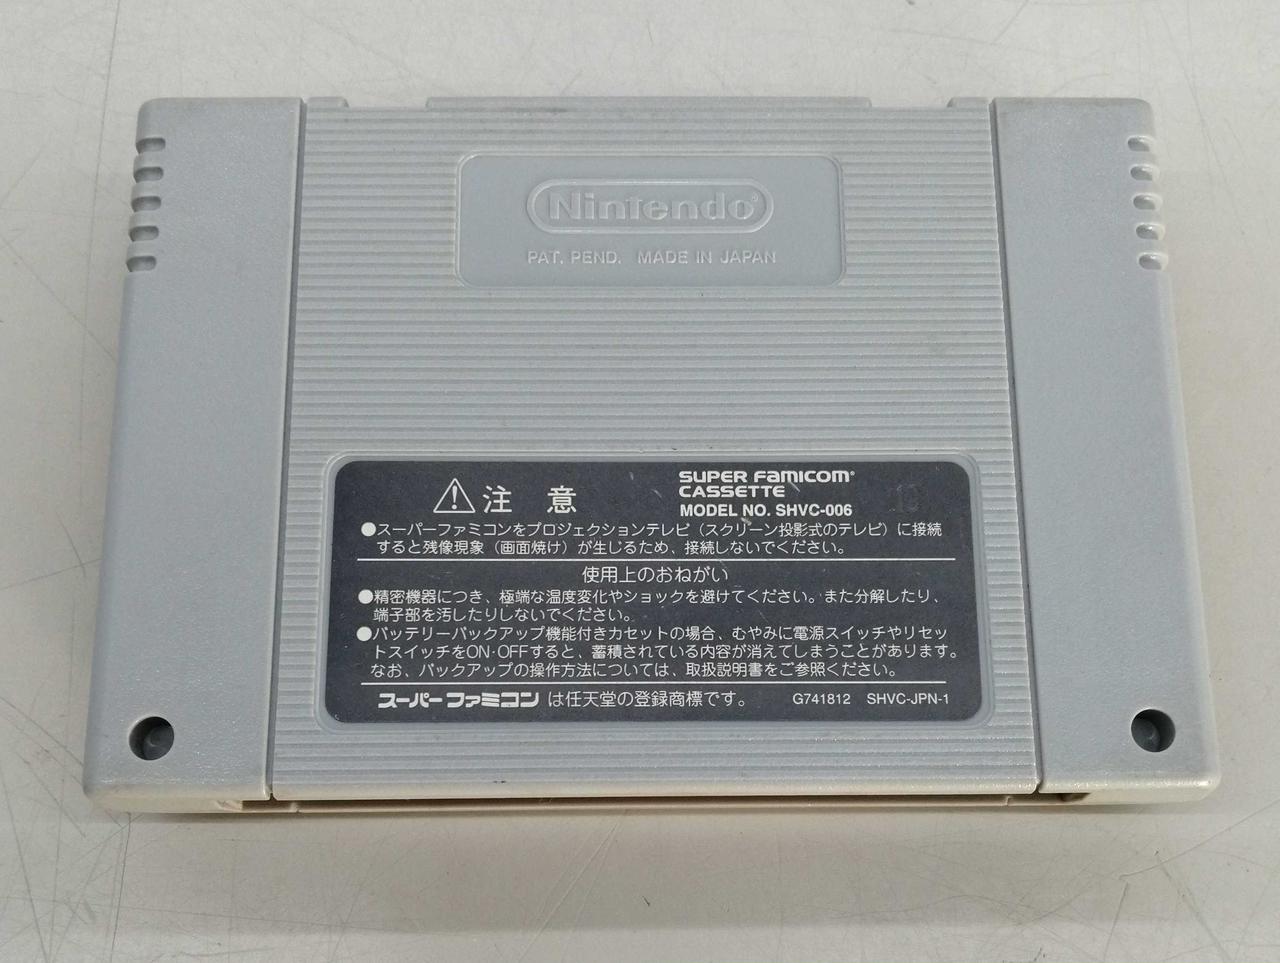 Nintendo®
PAT. PEND. MADE IN JAPAN
⚠注 意
SUPER FAMICOM®
CASSETTE
MODEL NO. SHVC-006
19
●スーパーファミコンをプロジェクションテレビ（スクリーン投影式のテレビ）に接続
すると残像現象（画面焼け）が生じるため、接続しないでください。
使用上のおねがい
●精密機器につき、極端な温度変化やショックを避けてください。また分解したり、
端子部を汚したりしないでください。
●バッテリーバックアップ機能付きカセットの場合、むやみに電源スイッチやリセッ
トスイッチをON·OFFすると、蓄積されている内容が消えてしまうことがあります。
なお、バックアップの操作方法については、取扱説明書をご参照ください。
スーパーファミコン は任天堂の登録商標です。 G741812 SHVC-JPN-1